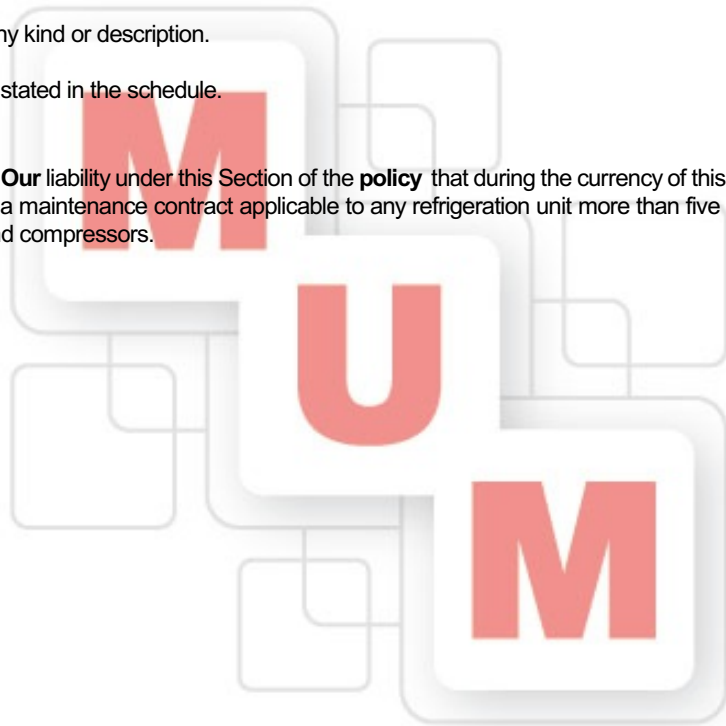 ny kind or description.
stated in the schedule.
Our liability under this Section of the policy that during the currency of this
a maintenance contract applicable to any refrigeration unit more than five
nd compressors.
M
U
M